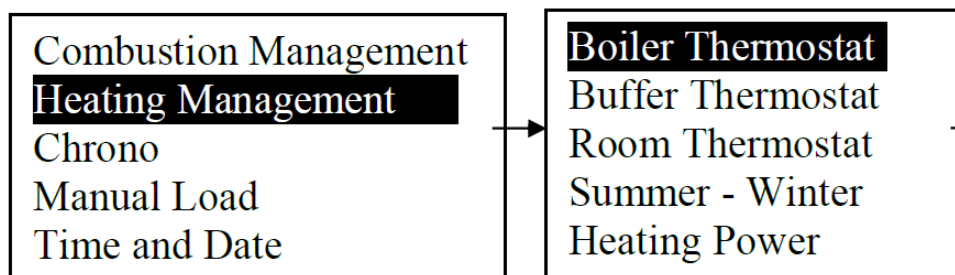 Combustion Management
Heating Management
Chrono
Manual Load
Time and Date
Boiler Thermostat
Buffer Thermostat
Room Thermostat
Summer - Winter
Heating Power